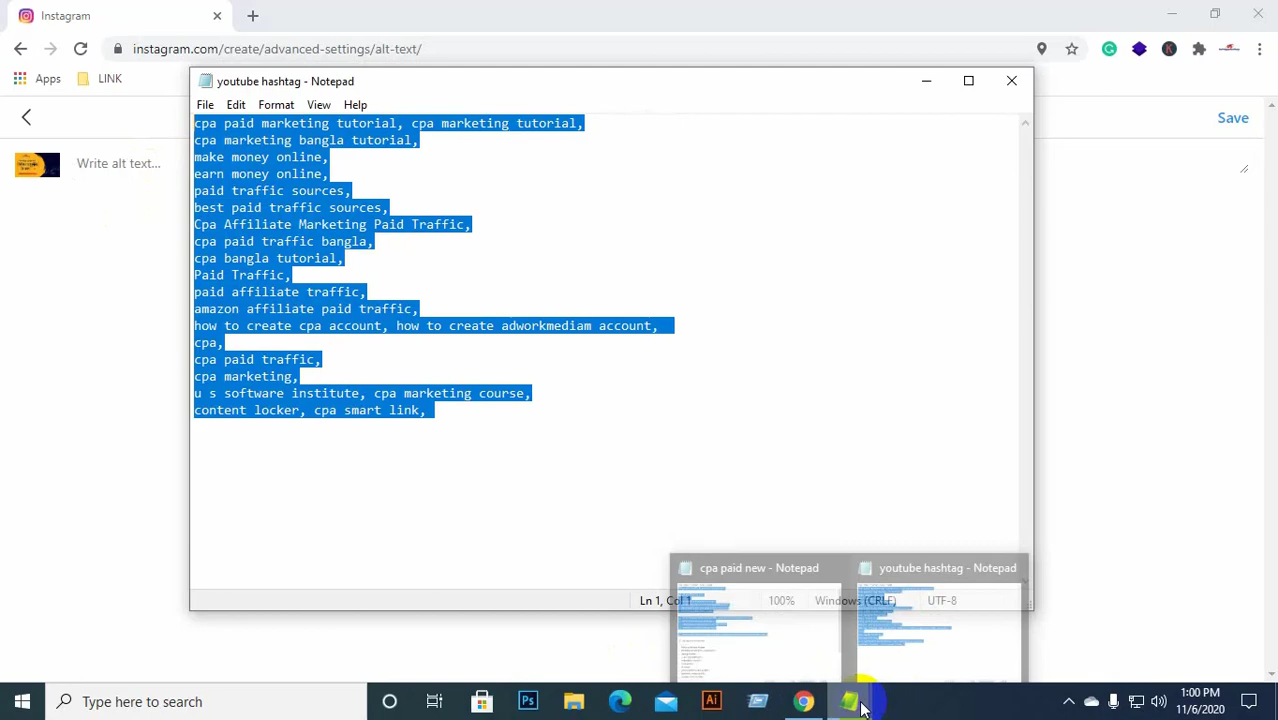 Instagram
instagram.com/create/advanced-settings/alt-text/
Apps
LINK
youtube hashtag - Notepad
File Edit Format View Help
Save
Write alt text...
cpa paid marketing tutorial, cpa marketing tutorial,
cpa marketing bangla tutorial,
make money online,
earn money online,
paid traffic sources,
best paid traffic sources,
Cpa Affiliate Marketing Paid Traffic,
cpa paid traffic bangla,
cpa bangla tutorial,
Paid Traffic,
paid affiliate traffic,
amazon affiliate paid traffic,
how to create cpa account, how to create adworkmediam account,
cpa,
cpa paid traffic,
cpa marketing,
u s software institute, cpa marketing course,
content locker, cpa smart link,
cpa paid new - Notepad
youtube hashtag - Notepad
Ln 1, Col 1 100% Windows (CRLF) UTF-8
Type here to search
Ps
Ai
1:00 PM
11/6/2020